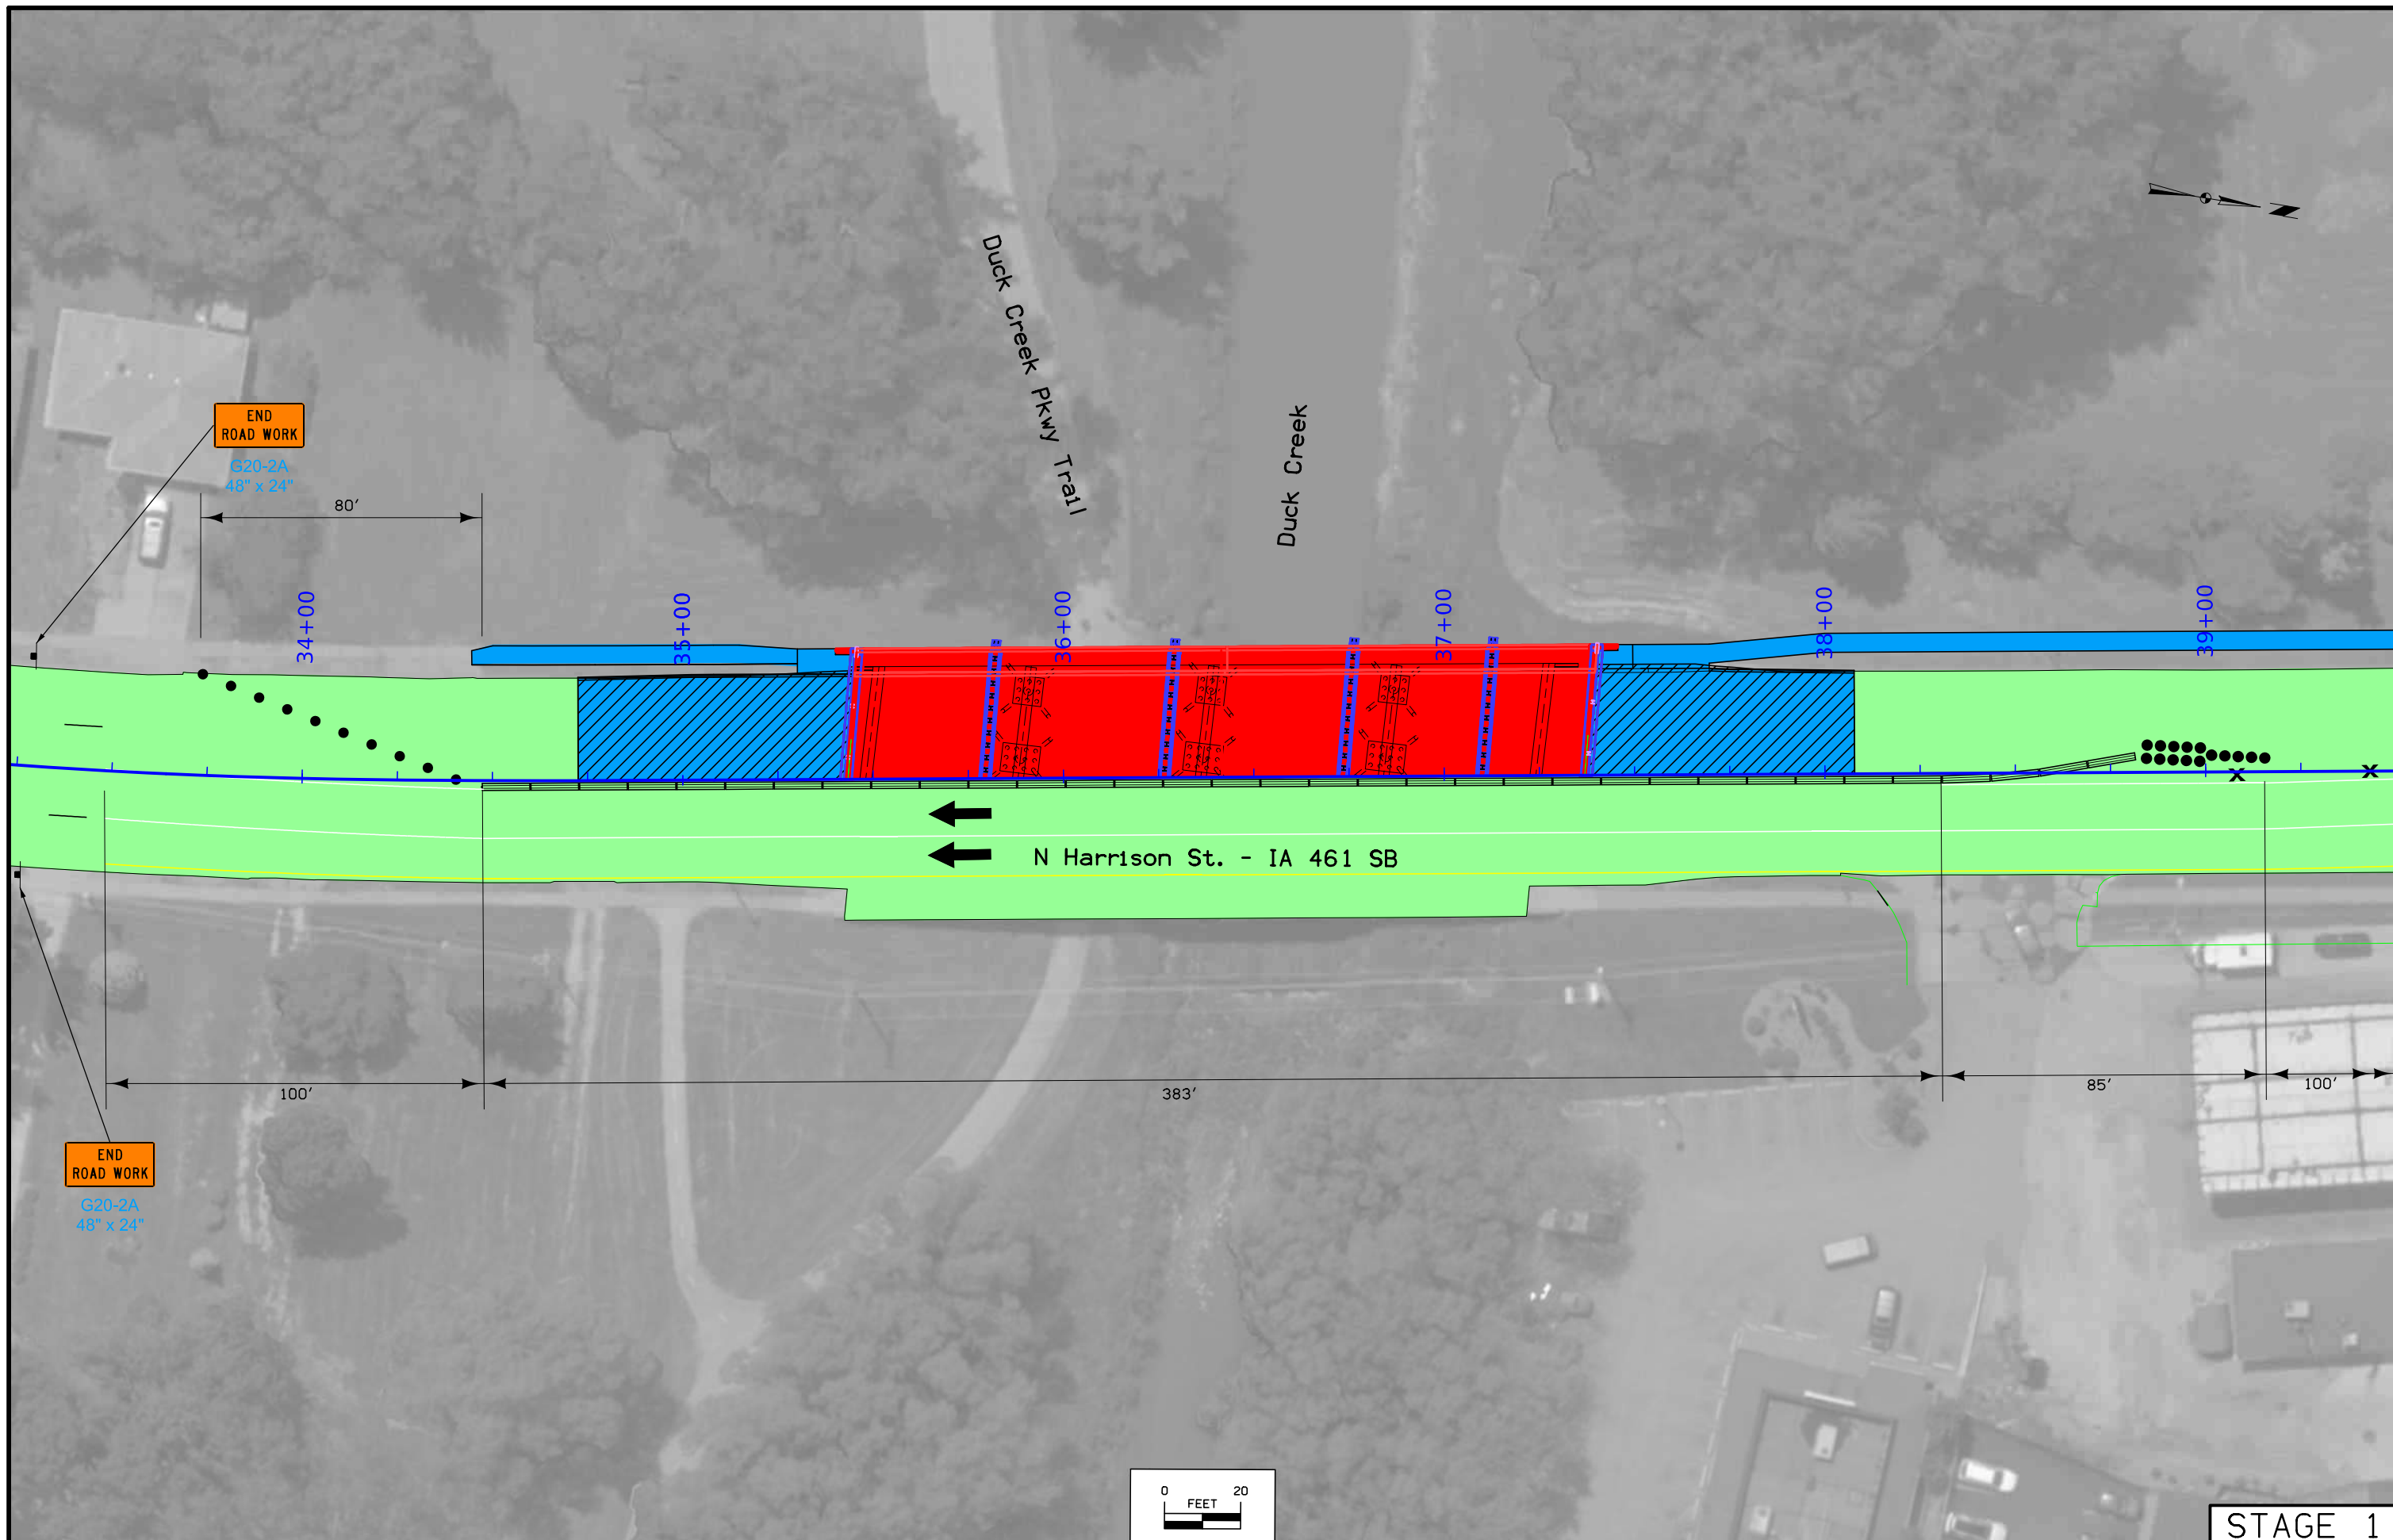 END
ROAD WORK
G20-2A
48" x 24"
80'
Duck Creek Pkwy Trail
Duck Creek
N
34+00
35+00
36+00
37+00
38+00
39+00
N Harrison St. - IA 461 SB
X
X
100'
383'
85'
100'
END
ROAD WORK
G20-2A
48" x 24"
0 20
FEET
STAGE 1